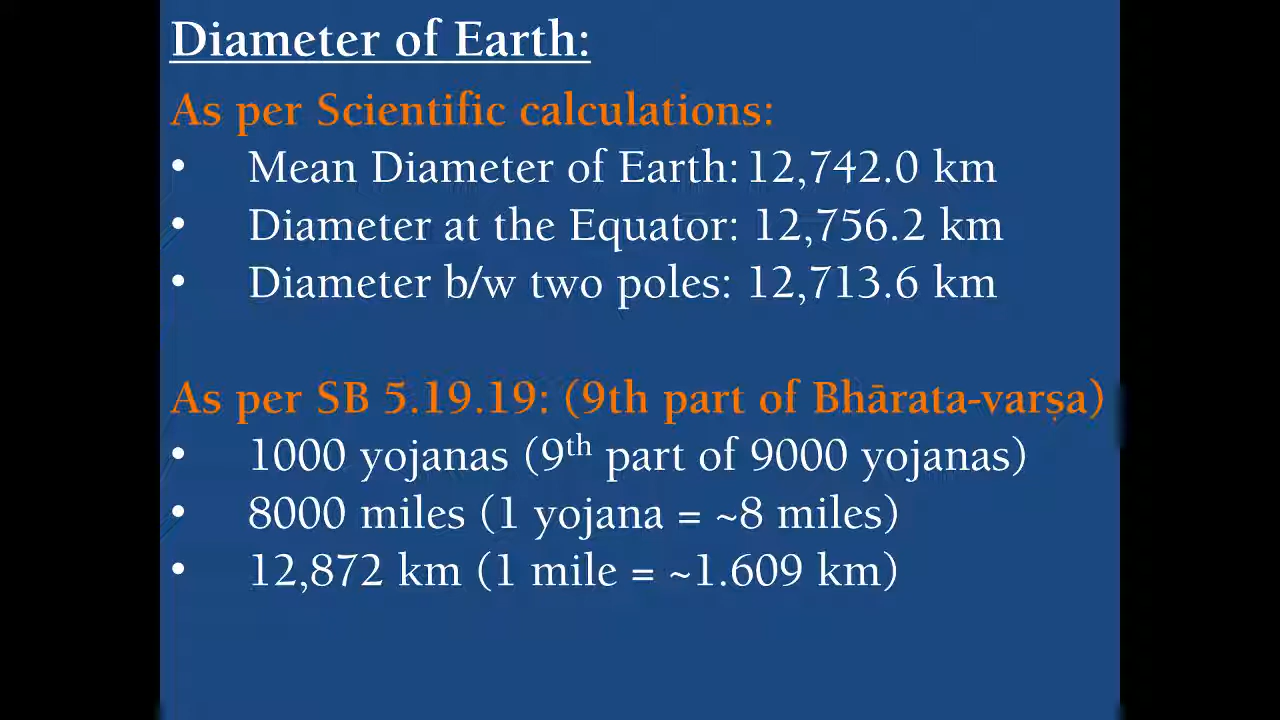 Diameter of Earth:
As per Scientific calculations:
• Mean Diameter of Earth: 12,742.0 km
• Diameter at the Equator: 12,756.2 km
• Diameter b/w two poles: 12,713.6 km
As per SB 5.19.19: (9th part of Bhārata-varṣa)
• 1000 yojanas (9th part of 9000 yojanas)
• 8000 miles (1 yojana = ~8 miles)
• 12,872 km (1 mile = ~1.609 km)